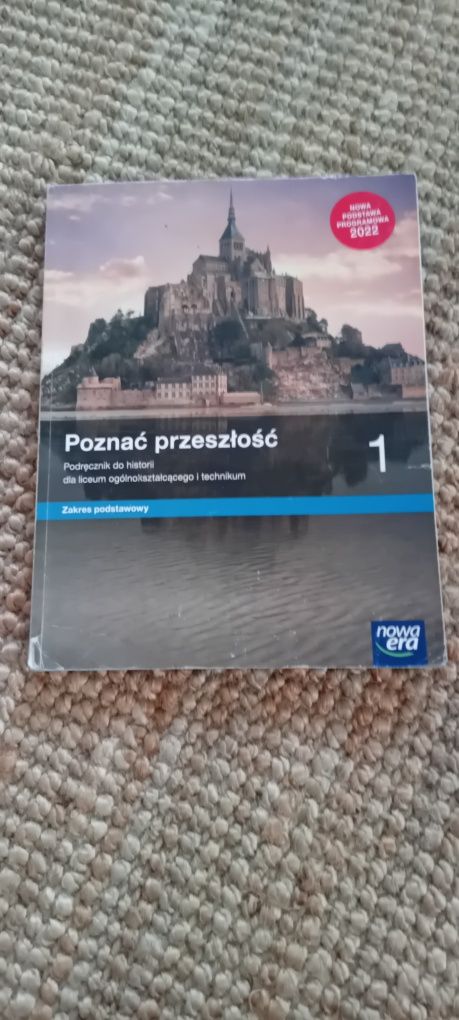 NOWA
PODSTAWA
PROGRAMOWA
2022
Poznać przeszłość
1
Podręcznik do historii
dla liceum ogólnokształcącego i technikum
Zakres podstawowy
nowa
era